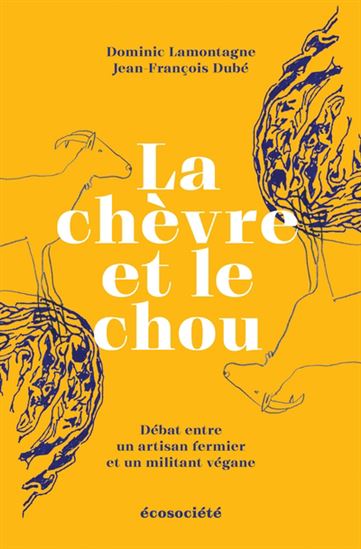 Dominic Lamontagne
Jean-François Dubé
La
chèvre
et le
chou
Débat entre
un artisan fermier
et un militant végane
écosociété